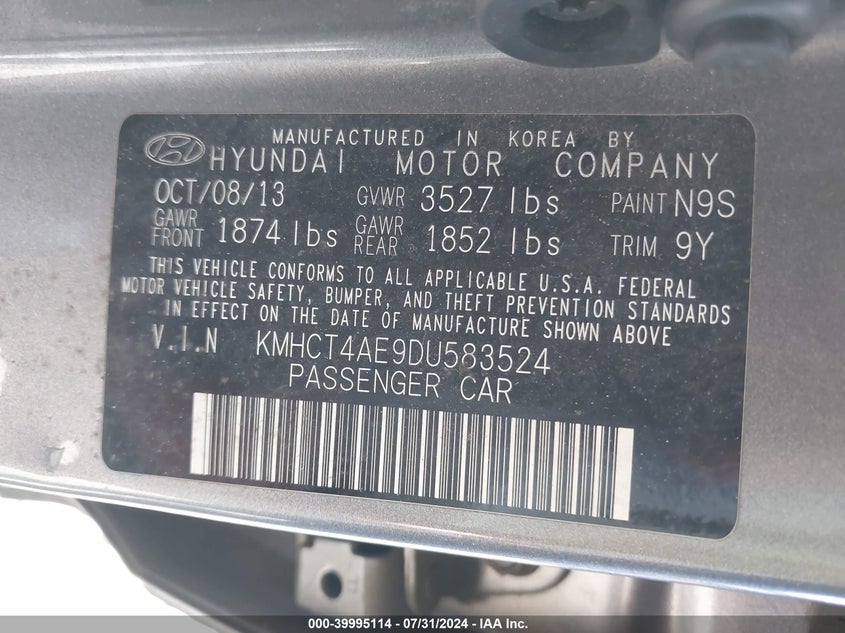 MANUFACTURED IN KOREA BY
HYUNDAI MOTOR COMPANY
OCT/08/13 GVWR 3527 lbs PAINT N9S
GAWR FRONT 1874 lbs GAWR REAR 1852 lbs TRIM 9Y
THIS VEHICLE CONFORMS TO ALL APPLICABLE U.S.A. FEDERAL
MOTOR VEHICLE SAFETY, BUMPER, AND THEFT PREVENTION STANDARDS
IN EFFECT ON THE DATE OF MANUFACTURE SHOWN ABOVE
V.I.N KMHCT4AE9DU583524
PASSENGER CAR
000-39995114 - 07/31/2024 - IAA Inc.